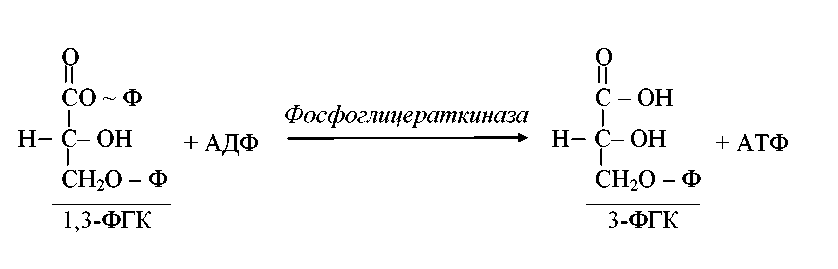 O
||
CO ~ Ф
H – C – OH + АДФ
CH₂O – Ф
1,3-ФГК
Фосфоглицераткиназа
O
||
C – OH
H – C – OH + АТФ
CH₂O – Ф
3-ФГК